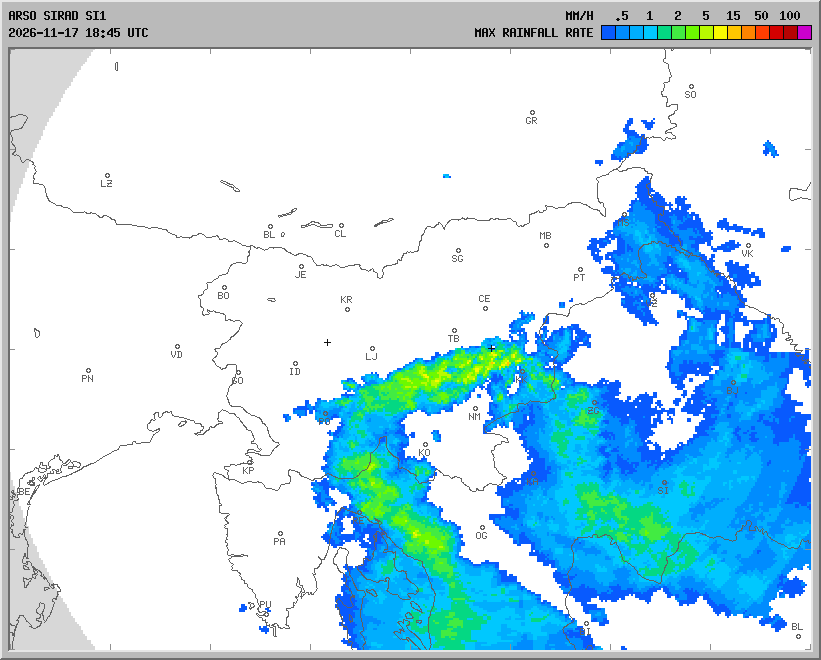 ARSO SIRAD SI1
MM/H .5 1 2 5 15 50 100
2026-11-17 18:45 UTC
MAX RAINFALL RATE
SO
GR
LZ
BL
CL
MB
SG
VK
PT
JE
BO
KR
CE
TB
LJ
VD
ID
PN
GO
NM
KO
KP
SI
BE
OG
PA
PU
BL